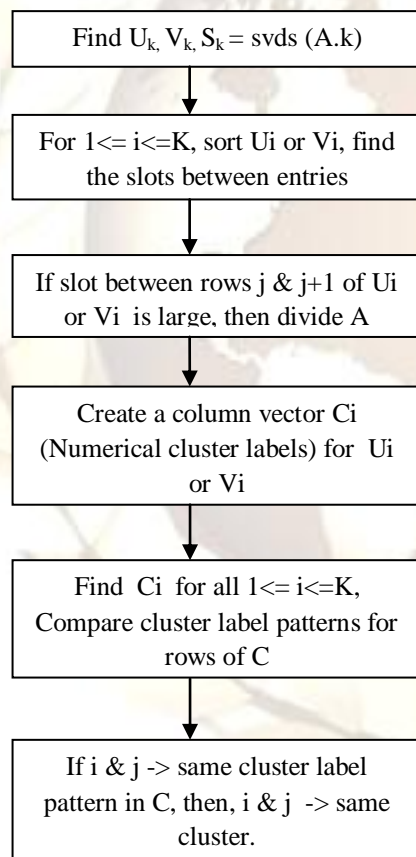 Find Uk, Vk, Sk = svds (A.k)
For 1<= i<=K, sort Ui or Vi, find
the slots between entries
If slot between rows j & j+1 of Ui
or Vi is large, then divide A
Create a column vector Ci
(Numerical cluster labels) for Ui
or Vi
Find Ci for all 1<= i<=K,
Compare cluster label patterns for
rows of C
If i & j -> same cluster label
pattern in C, then, i & j -> same
cluster.